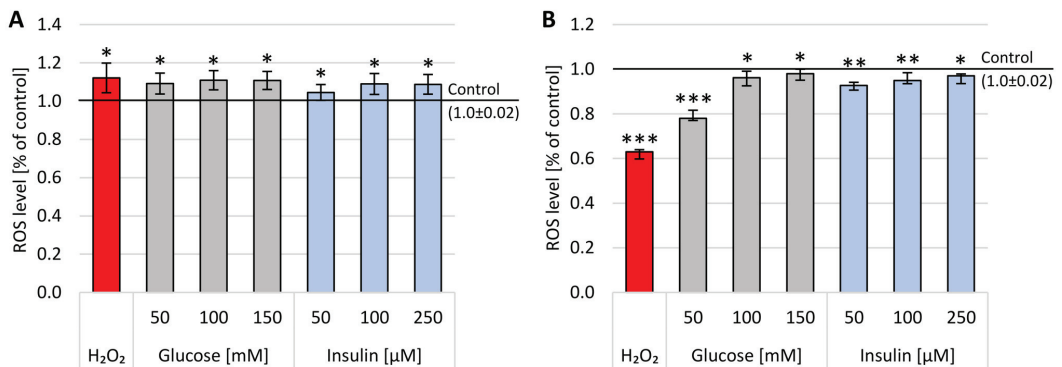 A
ROS level [% of control]
1.4
1.2
1.0
0.8
0.6
0.4
0.2
0.0
* * * * * * *
Control
(1.0±0.02)
50 100 150 50 100 250
H₂O₂ Glucose [mM] Insulin [µM]
B
ROS level [% of control]
1.2
1.0
0.8
0.6
0.4
0.2
0.0
*** *** * * ** ** *
Control
(1.0±0.02)
50 100 150 50 100 250
H₂O₂ Glucose [mM] Insulin [µM]